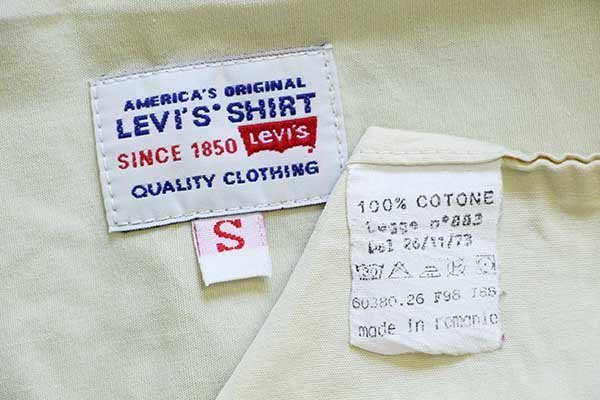 AMERICA'S ORIGINAL
LEVI'S® SHIRT
SINCE 1850 Levi's
QUALITY CLOTHING
S
100% COTONE
Legge n°883
Del 26/11/73
60380.26 F98 I88
made in romania